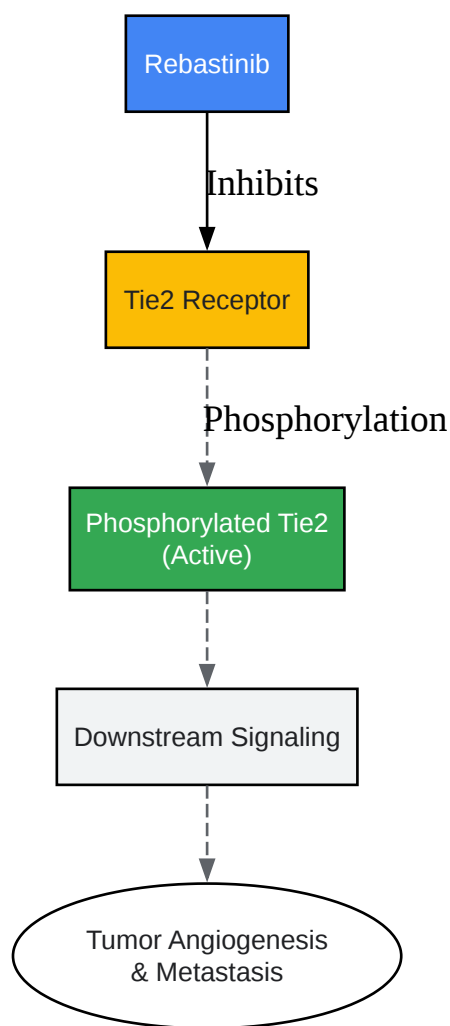 Rebastinib
Inhibits
Tie2 Receptor
Phosphorylation
Phosphorylated Tie2
(Active)
Downstream Signaling
Tumor Angiogenesis
& Metastasis